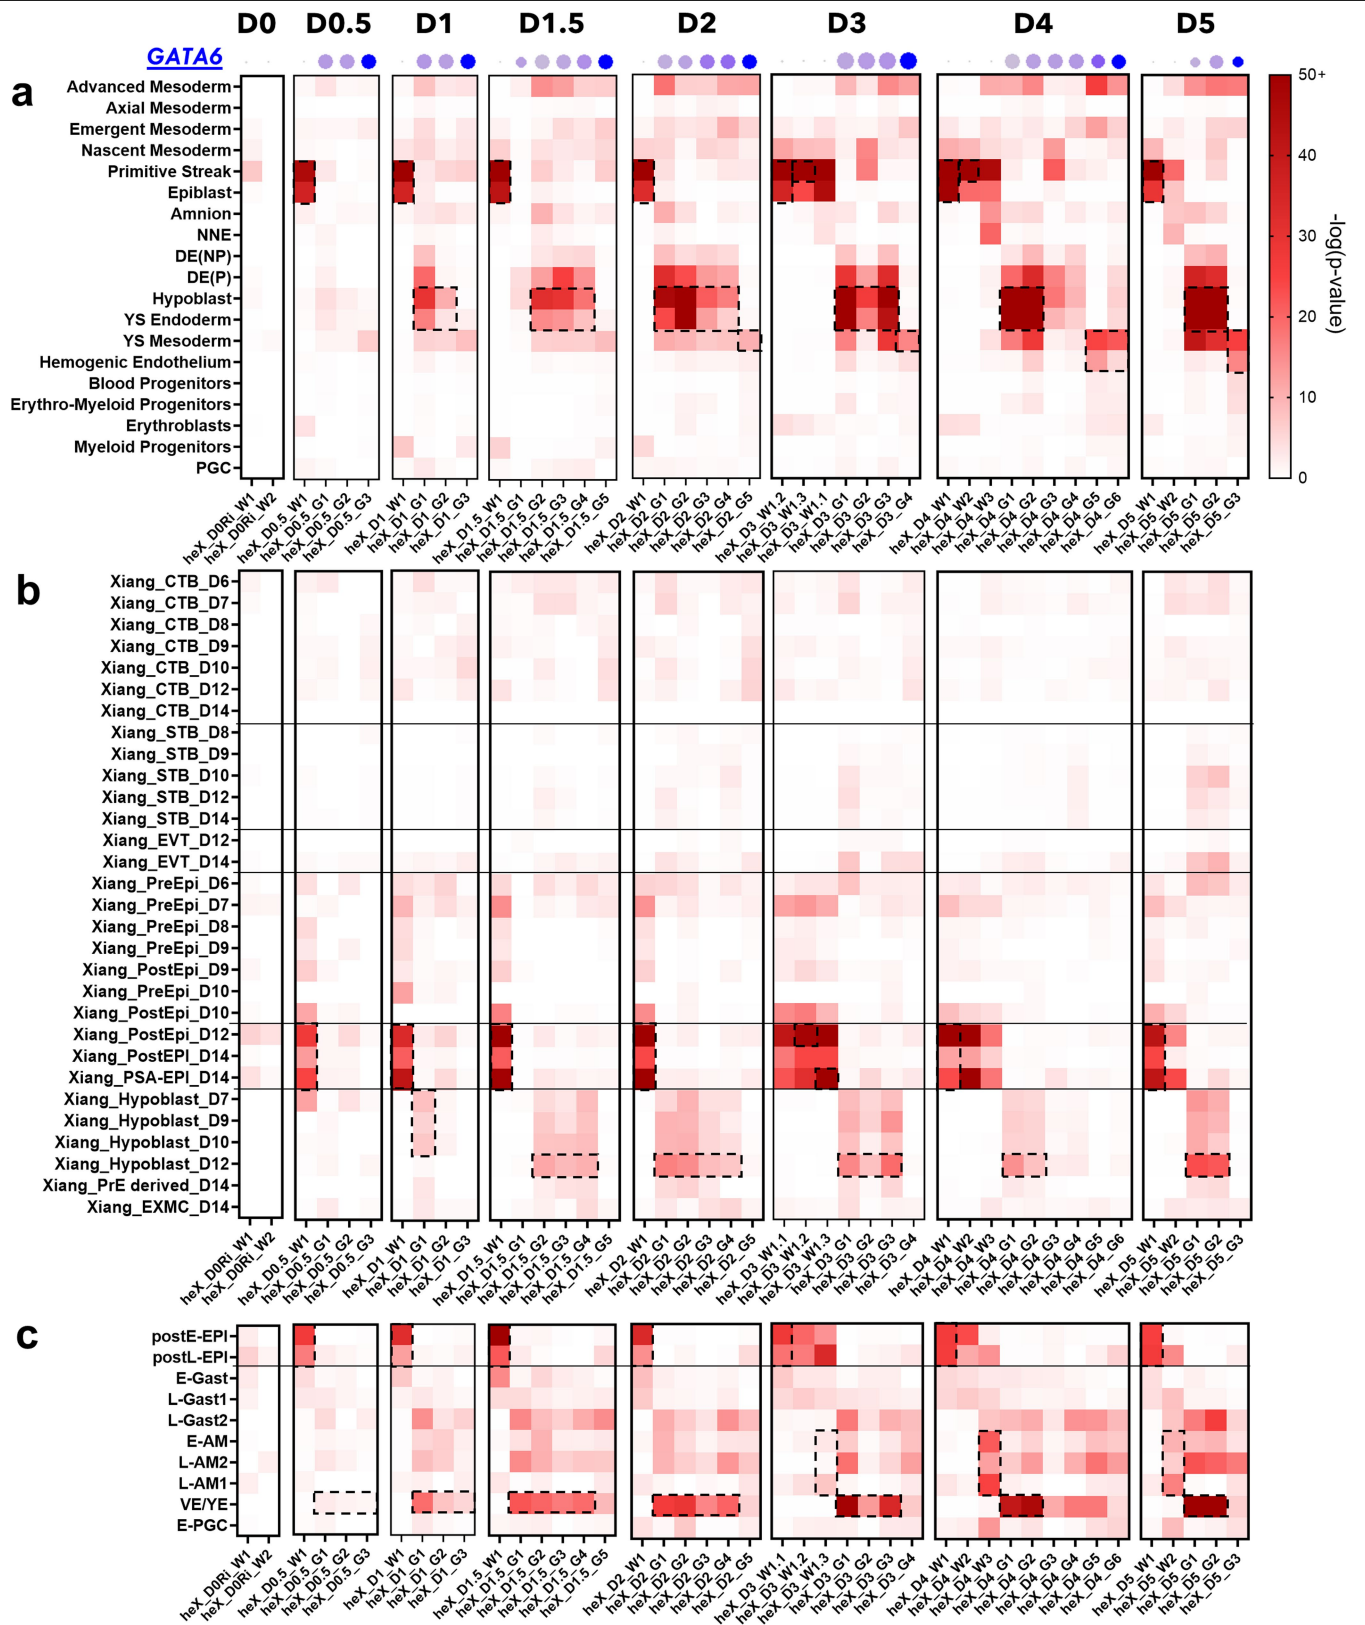 D0 D0.5 D1 D1.5 D2 D3 D4 D5
GATA6
a
Advanced Mesoderm
Axial Mesoderm
Emergent Mesoderm
Nascent Mesoderm
Primitive Streak
Epiblast
Amnion
NNE
DE(NP)
DE(P)
Hypoblast
YS Endoderm
YS Mesoderm
Hemogenic Endothelium
Blood Progenitors
Erythro-Myeloid Progenitors
Erythroblasts
Myeloid Progenitors
PGC
50+
40
30
20
10
0
-log(p-value)
heX_D0Ri_W1
heX_D0Ri_W2
heX_D0.5_W1
heX_D0.5_G1
heX_D0.5_G2
heX_D0.5_G3
heX_D1_W1
heX_D1_G1
heX_D1_G2
heX_D1_G3
heX_D1.5_W1
heX_D1.5_G1
heX_D1.5_G2
heX_D1.5_G3
heX_D1.5_G4
heX_D1.5_G5
heX_D2_W1
heX_D2_G1
heX_D2_G2
heX_D2_G3
heX_D2_G4
heX_D2_G5
heX_D3_W1.2
heX_D3_W1.3
heX_D3_W1.1
heX_D3_G1
heX_D3_G2
heX_D3_G3
heX_D3_G4
heX_D4_W1
heX_D4_W2
heX_D4_W3
heX_D4_G1
heX_D4_G2
heX_D4_G3
heX_D4_G4
heX_D4_G5
heX_D4_G6
heX_D5_W1
heX_D5_W2
heX_D5_G1
heX_D5_G2
heX_D5_G3
b
Xiang_CTB_D6
Xiang_CTB_D7
Xiang_CTB_D8
Xiang_CTB_D9
Xiang_CTB_D10
Xiang_CTB_D12
Xiang_CTB_D14
Xiang_STB_D8
Xiang_STB_D9
Xiang_STB_D10
Xiang_STB_D12
Xiang_STB_D14
Xiang_EVT_D12
Xiang_EVT_D14
Xiang_PreEpi_D6
Xiang_PreEpi_D7
Xiang_PreEpi_D8
Xiang_PreEpi_D9
Xiang_PostEpi_D9
Xiang_PreEpi_D10
Xiang_PostEpi_D10
Xiang_PostEpi_D12
Xiang_PostEPI_D14
Xiang_PSA-EPI_D14
Xiang_Hypoblast_D7
Xiang_Hypoblast_D9
Xiang_Hypoblast_D10
Xiang_Hypoblast_D12
Xiang_PrE derived_D14
Xiang_EXMC_D14
heX_D0Ri_W1
heX_D0Ri_W2
heX_D0.5_W1
heX_D0.5_G1
heX_D0.5_G2
heX_D0.5_G3
heX_D1_W1
heX_D1_G1
heX_D1_G2
heX_D1_G3
heX_D1.5_W1
heX_D1.5_G1
heX_D1.5_G2
heX_D1.5_G3
heX_D1.5_G4
heX_D1.5_G5
heX_D2_W1
heX_D2_G1
heX_D2_G2
heX_D2_G3
heX_D2_G4
heX_D2_G5
heX_D3_W1.1
heX_D3_W1.2
heX_D3_W1.3
heX_D3_G1
heX_D3_G2
heX_D3_G3
heX_D3_G4
heX_D4_W1
heX_D4_W2
heX_D4_W3
heX_D4_G1
heX_D4_G2
heX_D4_G3
heX_D4_G4
heX_D4_G5
heX_D4_G6
heX_D5_W1
heX_D5_W2
heX_D5_G1
heX_D5_G2
heX_D5_G3
c
postE-EPI
postL-EPI
E-Gast
L-Gast1
L-Gast2
E-AM
L-AM2
L-AM1
VE/YE
E-PGC
heX_D0Ri_W1
heX_D0Ri_W2
heX_D0.5_W1
heX_D0.5_G1
heX_D0.5_G2
heX_D0.5_G3
heX_D1_W1
heX_D1_G1
heX_D1_G2
heX_D1_G3
heX_D1.5_W1
heX_D1.5_G1
heX_D1.5_G2
heX_D1.5_G3
heX_D1.5_G4
heX_D1.5_G5
heX_D2_W1
heX_D2_G1
heX_D2_G2
heX_D2_G3
heX_D2_G4
heX_D2_G5
heX_D3_W1.1
heX_D3_W1.2
heX_D3_W1.3
heX_D3_G1
heX_D3_G2
heX_D3_G3
heX_D3_G4
heX_D4_W1
heX_D4_W2
heX_D4_W3
heX_D4_G1
heX_D4_G2
heX_D4_G3
heX_D4_G4
heX_D4_G5
heX_D4_G6
heX_D5_W1
heX_D5_W2
heX_D5_G1
heX_D5_G2
heX_D5_G3